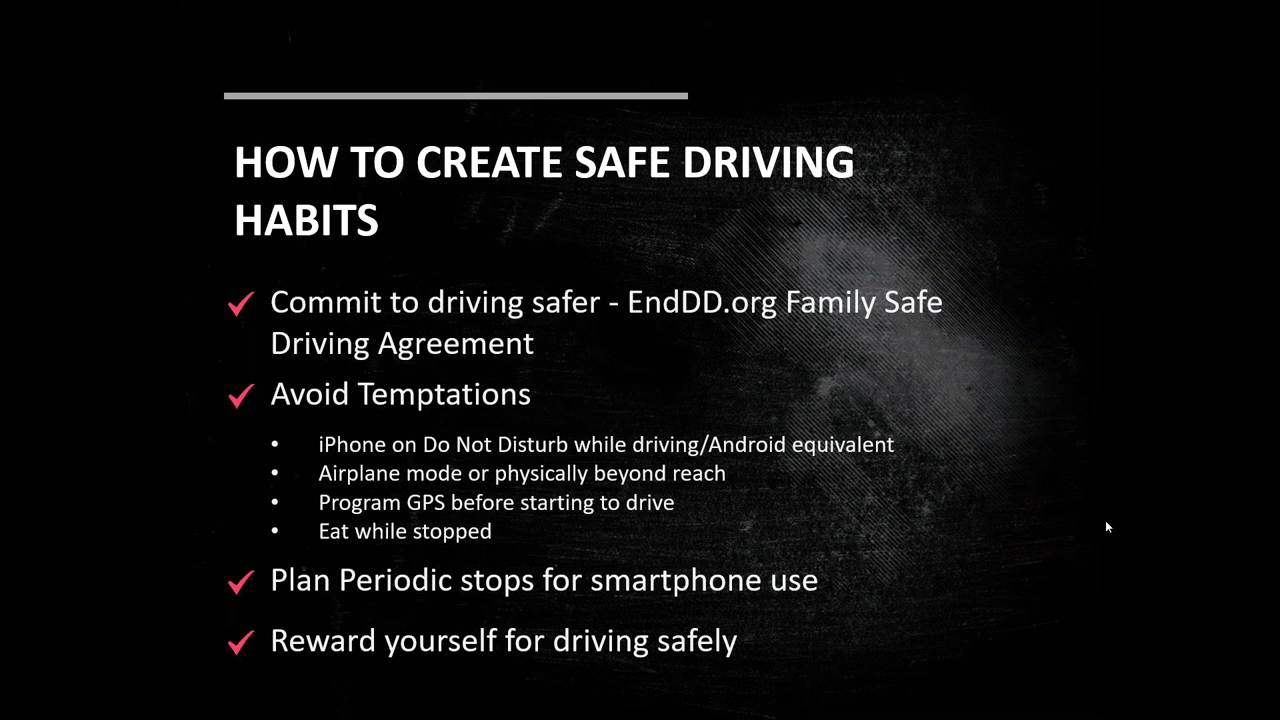 HOW TO CREATE SAFE DRIVING
HABITS
Commit to driving safer - EndDD.org Family Safe
Driving Agreement
Avoid Temptations
• iPhone on Do Not Disturb while driving/Android equivalent
• Airplane mode or physically beyond reach
• Program GPS before starting to drive
• Eat while stopped
Plan Periodic stops for smartphone use
Reward yourself for driving safely